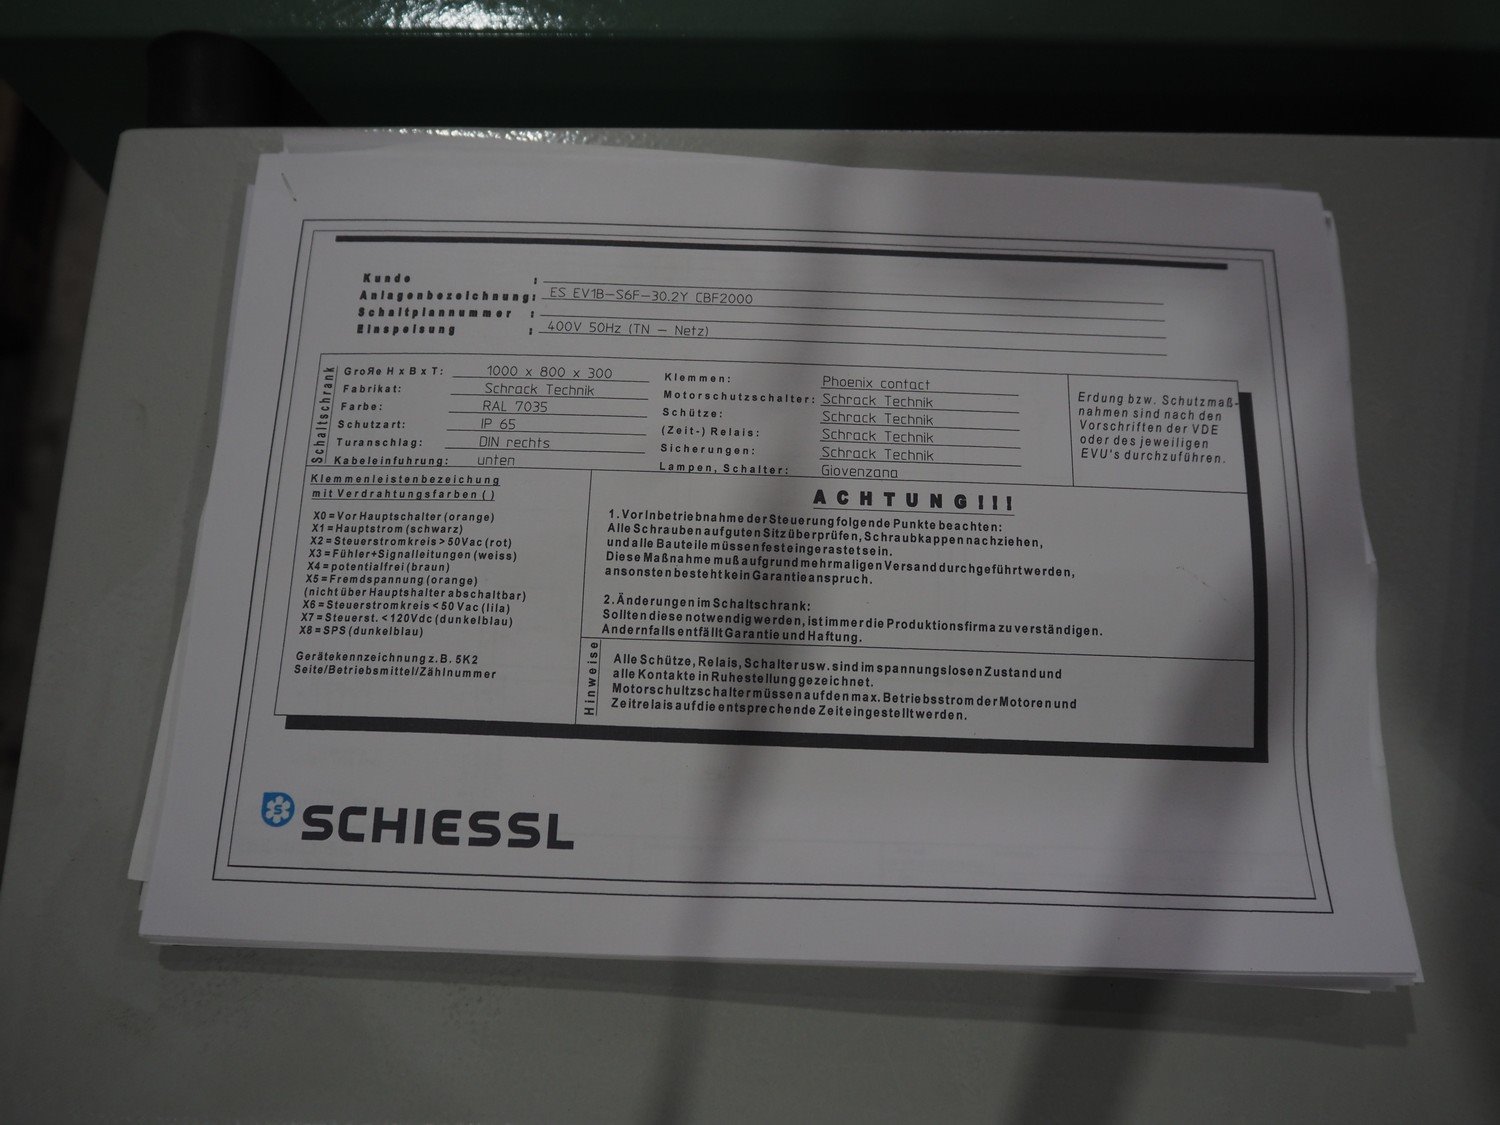 Kunde :
Anlagenbezeichnung: ES EV1B-S6F-30.2Y CBF2000
Schaltplannummer :
Einspeisung : 400V 50Hz (TN - Netz)
Schaltschrank
GroЯe H x B x T: 1000 x 800 x 300
Fabrikat: Schrack Technik
Farbe: RAL 7035
Schutzart: IP 65
Turanschlag: DIN rechts
Kabeleinfuhrung: unten
Klemmen: Phoenix contact
Motorschutzschalter: Schrack Technik
Schütze: Schrack Technik
(Zeit-) Relais: Schrack Technik
Sicherungen: Schrack Technik
Lampen, Schalter: Giovenzana
Erdung bzw. Schutzmaß-
nahmen sind nach den
Vorschriften der VDE
oder des jeweiligen
EVU's durchzuführen.
Klemmenleistenbezeichung
mit Verdrahtungsfarben ( )
X0 = Vor Hauptschalter (orange)
X1 = Hauptstrom (schwarz)
X2 = Steuerstromkreis > 50Vac (rot)
X3 = Fühler+Signalleitungen (weiss)
X4 = potentialfrei (braun)
X5 = Fremdspannung (orange)
(nicht über Hauptshalter abschaltbar)
X6 = Steuerstromkreis < 50 Vac (lila)
X7 = Steuerst. < 120Vdc (dunkelblau)
X8 = SPS (dunkelblau)
Gerätekennzeichnung z.B. 5K2
Seite/Betriebsmittel/Zählnummer
ACHTUNG!!!
1. Vor Inbetriebnahme der Steuerung folgende Punkte beachten:
Alle Schrauben auf guten Sitz überprüfen, Schraubkappen nachziehen,
und alle Bauteile müssen fest eingerastet sein.
Diese Maßnahme muß aufgrund mehrmaligen Versand durchgeführt werden,
ansonsten besteht kein Garantieanspruch.
2. Änderungen im Schaltschrank:
Sollten diese notwendig werden, ist immer die Produktionsfirma zu verständigen.
Andernfalls entfällt Garantie und Haftung.
Hinweise
Alle Schütze, Relais, Schalter usw. sind im spannungslosen Zustand und
alle Kontakte in Ruhestellung gezeichnet.
Motorschultzschalter müssen auf den max. Betriebsstrom der Motoren und
Zeitrelais auf die entsprechende Zeit eingestellt werden.
S SCHIESSL